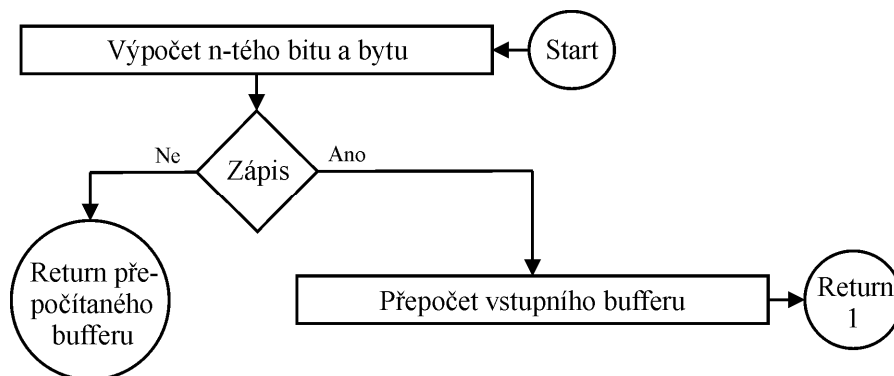 Výpočet n-tého bitu a bytu
Start
Ne
Zápis
Ano
Return pře-
počítaného
bufferu
Přepočet vstupního bufferu
Return
1